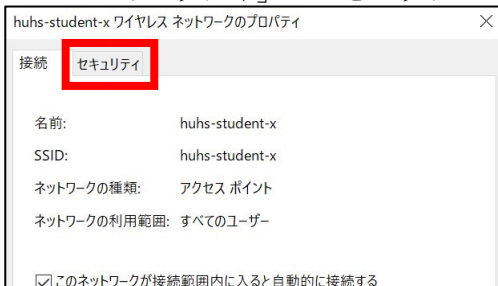 huhs-student-x ワイヤレス ネットワークのプロパティ
接続 セキュリティ
名前: huhs-student-x
SSID: huhs-student-x
ネットワークの種類: アクセス ポイント
ネットワークの利用範囲: すべてのユーザー
このネットワークが接続範囲内に入ると自動的に接続する